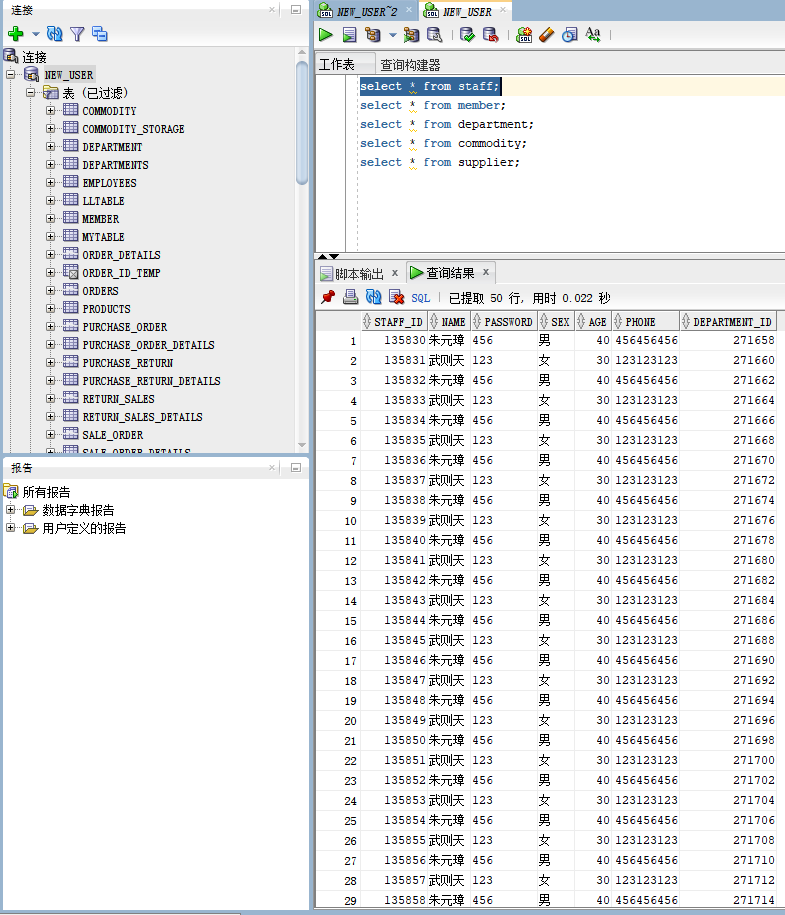 连接
连接
NEW_USER
表 (已过滤)
COMMODITY
COMMODITY_STORAGE
DEPARTMENT
DEPARTMENTS
EMPLOYEES
LLTABLE
MEMBER
MYTABLE
ORDER_DETAILS
ORDER_ID_TEMP
ORDERS
PRODUCTS
PURCHASE_ORDER
PURCHASE_ORDER_DETAILS
PURCHASE_RETURN
PURCHASE_RETURN_DETAILS
RETURN_SALES
RETURN_SALES_DETAILS
SALE_ORDER
SALE_ORDER_DETAILS
报告
所有报告
数据字典报告
用户定义的报告
NEW_USER~2 NEW_USER
工作表 查询构建器
select * from staff;
select * from member;
select * from department;
select * from commodity;
select * from supplier;
脚本输出 x 查询结果 x
SQL 已提取 50 行, 用时 0.022 秒
STAFF_ID NAME PASSWORD SEX AGE PHONE DEPARTMENT_ID
1 135830 朱元璋 456 男 40 456456456 271658
2 135831 武则天 123 女 30 123123123 271660
3 135832 朱元璋 456 男 40 456456456 271662
4 135833 武则天 123 女 30 123123123 271664
5 135834 朱元璋 456 男 40 456456456 271666
6 135835 武则天 123 女 30 123123123 271668
7 135836 朱元璋 456 男 40 456456456 271670
8 135837 武则天 123 女 30 123123123 271672
9 135838 朱元璋 456 男 40 456456456 271674
10 135839 武则天 123 女 30 123123123 271676
11 135840 朱元璋 456 男 40 456456456 271678
12 135841 武则天 123 女 30 123123123 271680
13 135842 朱元璋 456 男 40 456456456 271682
14 135843 武则天 123 女 30 123123123 271684
15 135844 朱元璋 456 男 40 456456456 271686
16 135845 武则天 123 女 30 123123123 271688
17 135846 朱元璋 456 男 40 456456456 271690
18 135847 武则天 123 女 30 123123123 271692
19 135848 朱元璋 456 男 40 456456456 271694
20 135849 武则天 123 女 30 123123123 271696
21 135850 朱元璋 456 男 40 456456456 271698
22 135851 武则天 123 女 30 123123123 271700
23 135852 朱元璋 456 男 40 456456456 271702
24 135853 武则天 123 女 30 123123123 271704
25 135854 朱元璋 456 男 40 456456456 271706
26 135855 武则天 123 女 30 123123123 271708
27 135856 朱元璋 456 男 40 456456456 271710
28 135857 武则天 123 女 30 123123123 271712
29 135858 朱元璋 456 男 40 456456456 271714